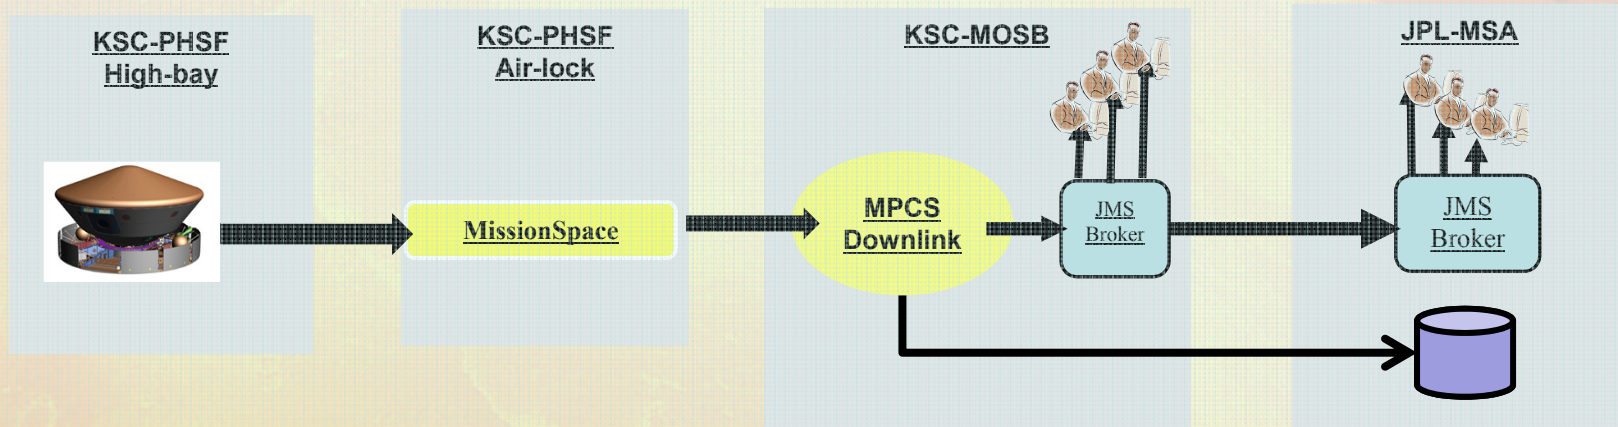 KSC-PHSF
High-bay
KSC-PHSF
Air-lock
KSC-MOSB
JPL-MSA
MissionSpace
MPCS
Downlink
JMS
Broker
JMS
Broker